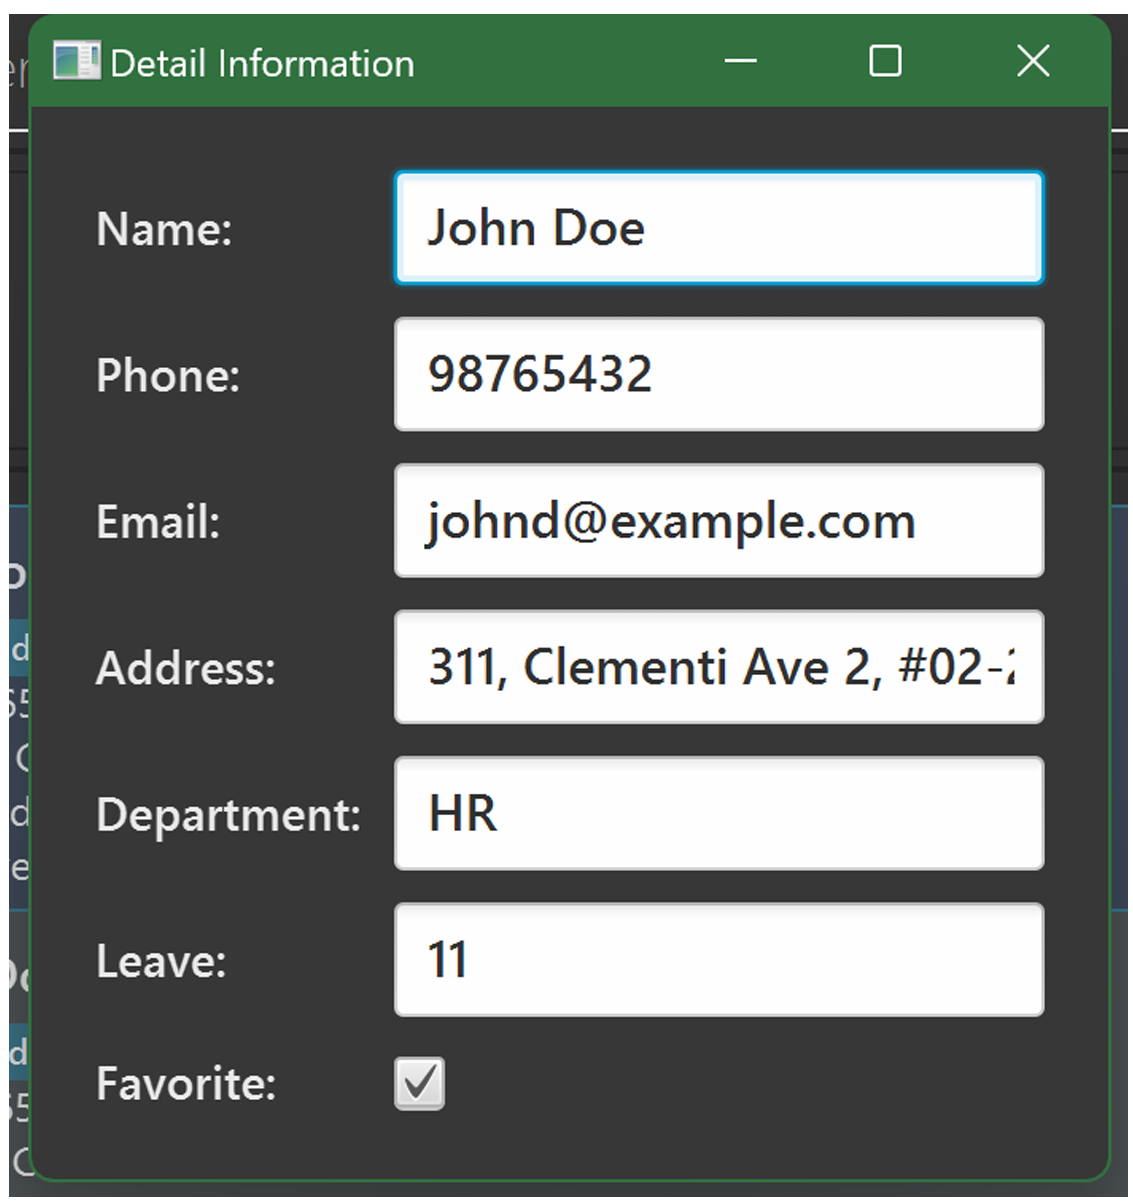 Detail Information
Name: John Doe
Phone: 98765432
Email: johnd@example.com
Address: 311, Clementi Ave 2, #02-
Department: HR
Leave: 11
Favorite: